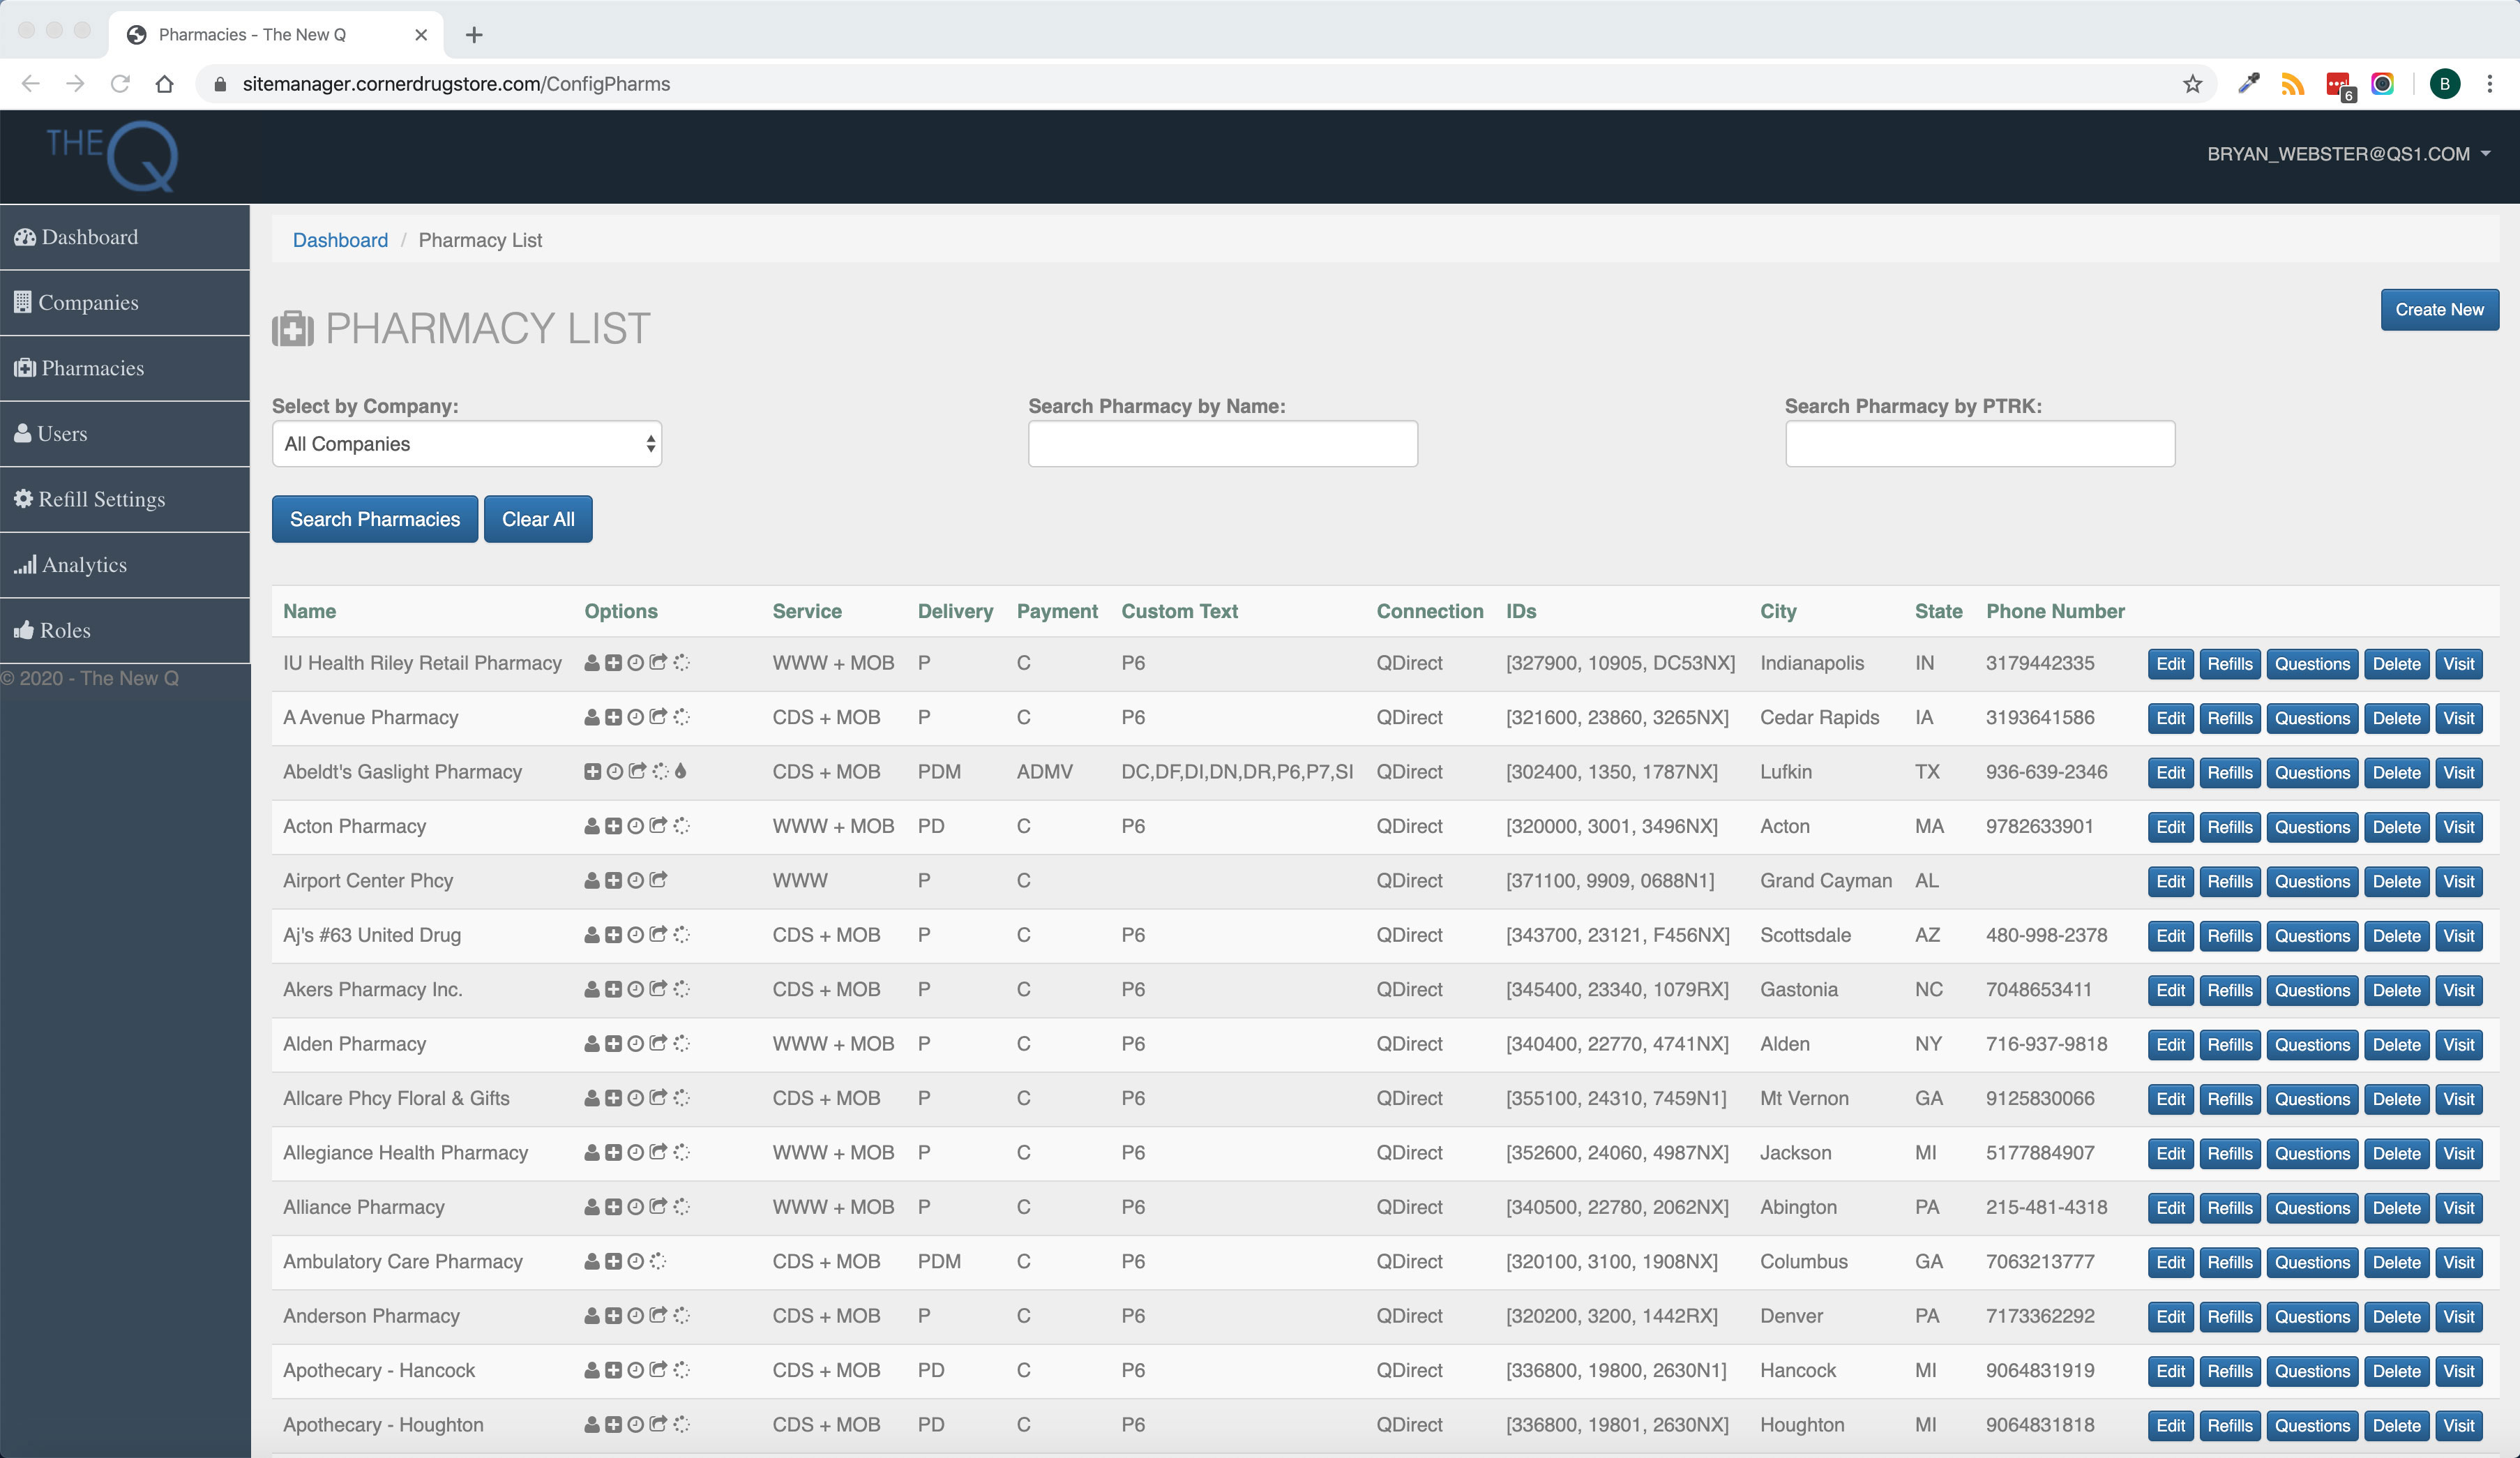 Pharmacies - The New Q
sitemanager.cornerdrugstore.com/ConfigPharms
6
B
THE Q
BRYAN_WEBSTER@QS1.COM
Dashboard
Companies
Pharmacies
Users
Refill Settings
Analytics
Roles
© 2020 - The New Q
Dashboard / Pharmacy List
PHARMACY LIST
Create New
Select by Company: Search Pharmacy by Name: Search Pharmacy by PTRK:
All Companies
Search Pharmacies Clear All
Name Options Service Delivery Payment Custom Text Connection IDs City State Phone Number
IU Health Riley Retail Pharmacy WWW + MOB P C P6 QDirect [327900, 10905, DC53NX] Indianapolis IN 3179442335 Edit Refills Questions Delete Visit
A Avenue Pharmacy CDS + MOB P C P6 QDirect [321600, 23860, 3265NX] Cedar Rapids IA 3193641586 Edit Refills Questions Delete Visit
Abeldt's Gaslight Pharmacy CDS + MOB PDM ADMV DC,DF,DI,DN,DR,P6,P7,SI QDirect [302400, 1350, 1787NX] Lufkin TX 936-639-2346 Edit Refills Questions Delete Visit
Acton Pharmacy WWW + MOB PD C P6 QDirect [320000, 3001, 3496NX] Acton MA 9782633901 Edit Refills Questions Delete Visit
Airport Center Phcy WWW P C QDirect [371100, 9909, 0688N1] Grand Cayman AL Edit Refills Questions Delete Visit
Aj's #63 United Drug CDS + MOB P C P6 QDirect [343700, 23121, F456NX] Scottsdale AZ 480-998-2378 Edit Refills Questions Delete Visit
Akers Pharmacy Inc. CDS + MOB P C P6 QDirect [345400, 23340, 1079RX] Gastonia NC 7048653411 Edit Refills Questions Delete Visit
Alden Pharmacy WWW + MOB P C P6 QDirect [340400, 22770, 4741NX] Alden NY 716-937-9818 Edit Refills Questions Delete Visit
Allcare Phcy Floral & Gifts CDS + MOB P C P6 QDirect [355100, 24310, 7459N1] Mt Vernon GA 9125830066 Edit Refills Questions Delete Visit
Allegiance Health Pharmacy WWW + MOB P C P6 QDirect [352600, 24060, 4987NX] Jackson MI 5177884907 Edit Refills Questions Delete Visit
Alliance Pharmacy WWW + MOB P C P6 QDirect [340500, 22780, 2062NX] Abington PA 215-481-4318 Edit Refills Questions Delete Visit
Ambulatory Care Pharmacy CDS + MOB PDM C P6 QDirect [320100, 3100, 1908NX] Columbus GA 7063213777 Edit Refills Questions Delete Visit
Anderson Pharmacy CDS + MOB P C P6 QDirect [320200, 3200, 1442RX] Denver PA 7173362292 Edit Refills Questions Delete Visit
Apothecary - Hancock CDS + MOB PD C P6 QDirect [336800, 19800, 2630N1] Hancock MI 9064831919 Edit Refills Questions Delete Visit
Apothecary - Houghton CDS + MOB PD C P6 QDirect [336800, 19801, 2630NX] Houghton MI 9064831818 Edit Refills Questions Delete Visit